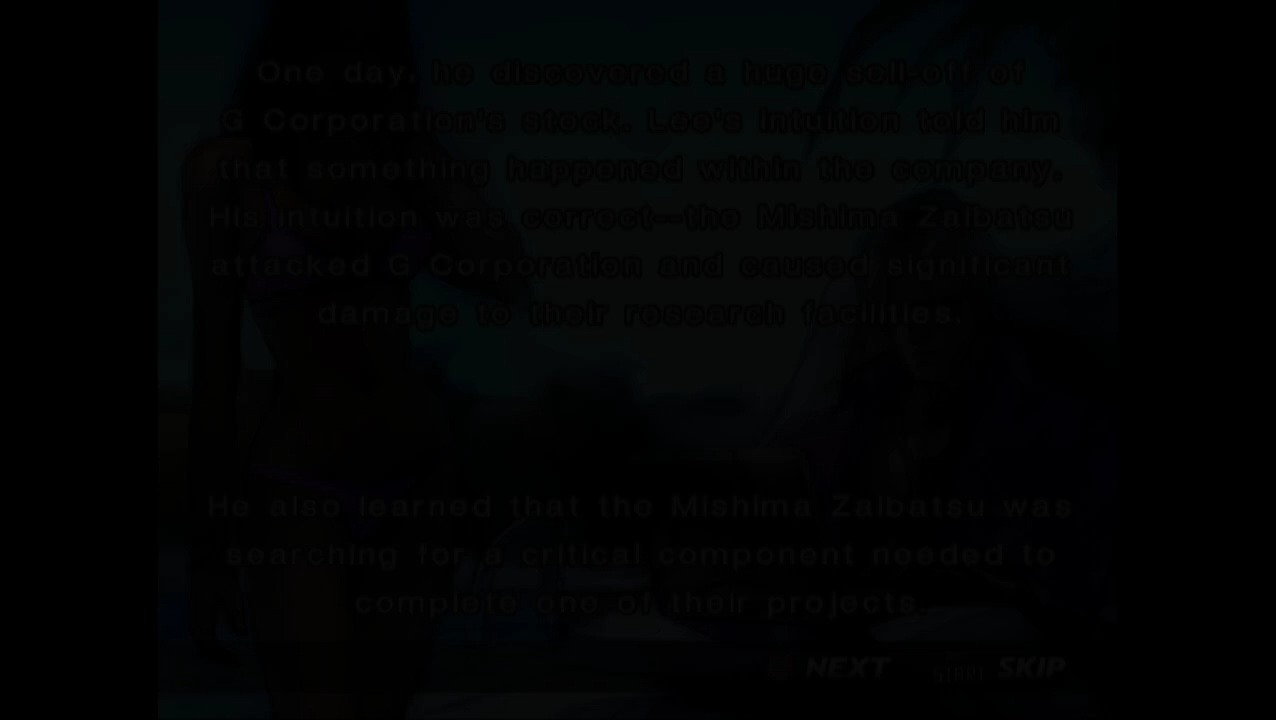 One day, he discovered a huge sell-off of
G Corporation's stock. Lee's intuition told him
that something happened within the company.
His intuition was correct—the Mishima Zaibatsu
attacked G Corporation and caused significant
damage to their research facilities.
He also learned that the Mishima Zaibatsu was
searching for a critical component needed to
complete one of their projects.
NEXT START SKIP